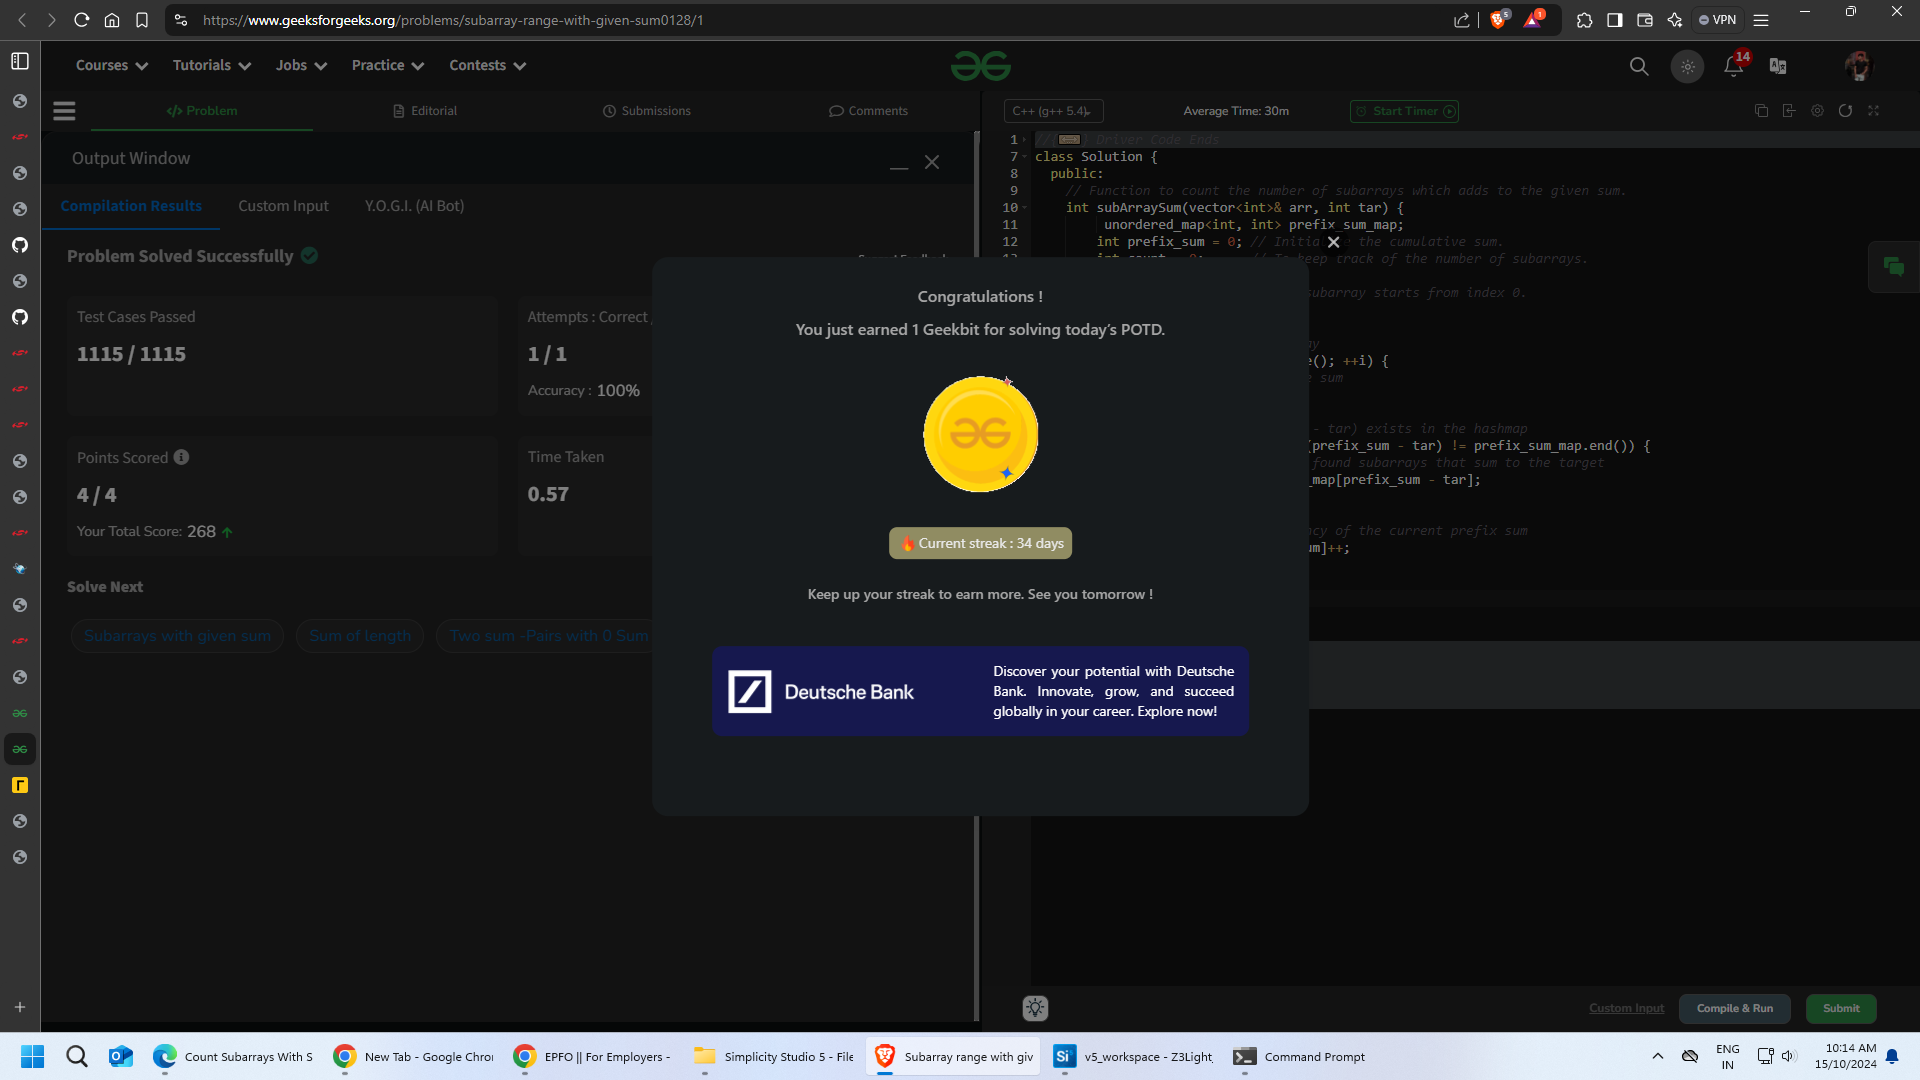 https://www.geeksforgeeks.org/problems/subarray-range-with-given-sum0128/1
5
1
VPN
Courses
Tutorials
Jobs
Practice
Contests
14
Problem
Editorial
Submissions
Comments
C++ (g++ 5.4)
Average Time: 30m
Start Timer
Output Window
Compilation Results
Custom Input
Y.O.G.I. (AI Bot)
Problem Solved Successfully
Test Cases Passed
1115 / 1115
Attempts : Correct /
1 / 1
Accuracy : 100%
Points Scored
4 / 4
Your Total Score: 268
Time Taken
0.57
Solve Next
Subarrays with given sum
Sum of length
Two sum -Pairs with 0 Sum
1
} Driver Code Ends
7 class Solution {
8 public:
9 // Function to count the number of subarrays which adds to the given sum.
10 int subArraySum(vector<int>& arr, int tar) {
11 unordered_map<int, int> prefix_sum_map;
12 int prefix_sum = 0; // Initia the cumulative sum.
keep track of the number of subarrays.
subarray starts from index 0.
e(); ++i) {
sum
- tar) exists in the hashmap
(prefix_sum - tar) != prefix_sum_map.end()) {
found subarrays that sum to the target
_map[prefix_sum - tar];
cy of the current prefix sum
um]++;
Congratulations !
You just earned 1 Geekbit for solving today's POTD.
Current streak : 34 days
Keep up your streak to earn more. See you tomorrow !
Deutsche Bank
Discover your potential with Deutsche
Bank. Innovate, grow, and succeed
globally in your career. Explore now!
Custom Input
Compile & Run
Submit
Count Subarrays With S
New Tab - Google Chro
EPFO || For Employers -
Simplicity Studio 5 - File
Subarray range with giv
Si
v5_workspace - Z3Light
Command Prompt
ENG
IN
10:14 AM
15/10/2024